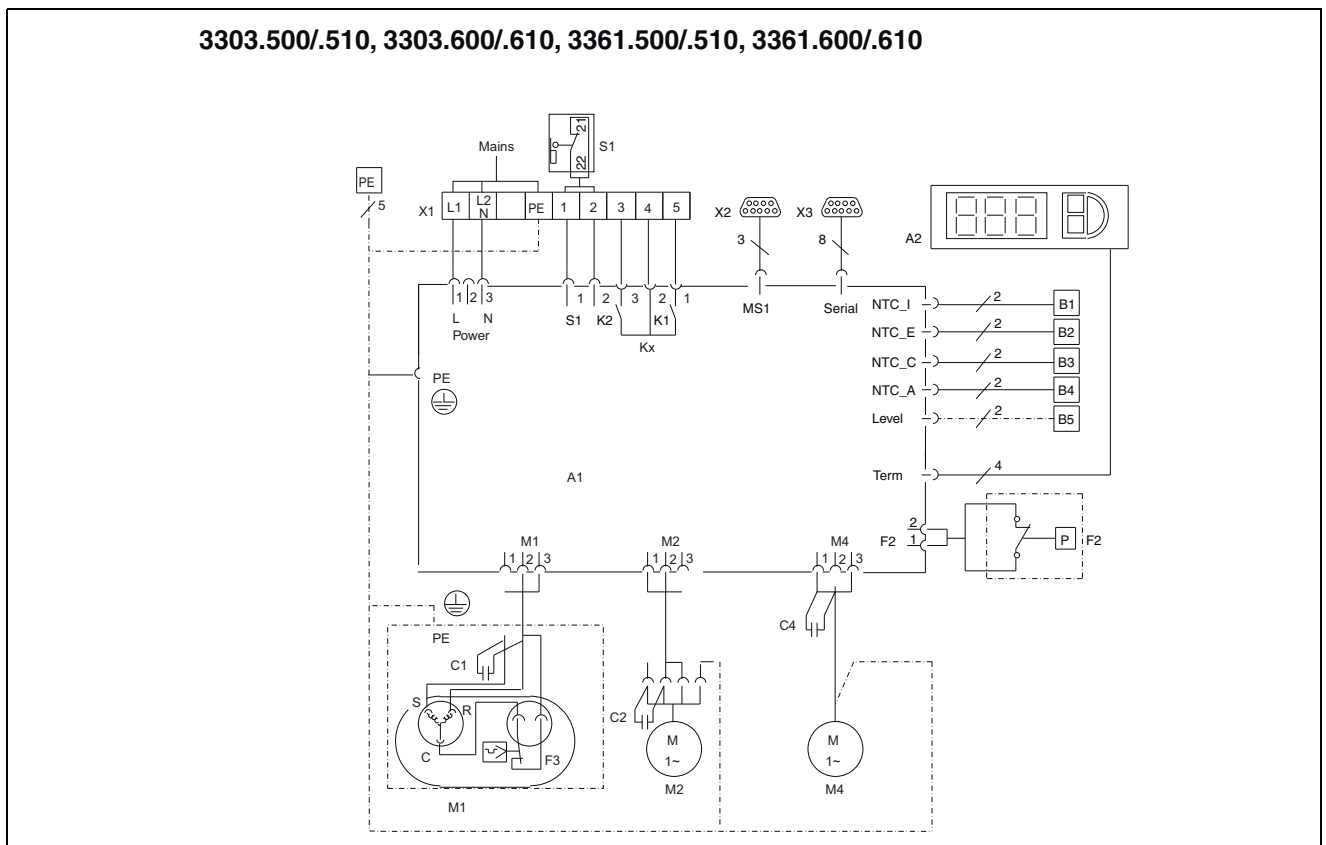 3303.500/.510, 3303.600/.610, 3361.500/.510, 3361.600/.610
Mains
21
22
S1
PE
5
X1
L1
L2
N
PE
1
2
3
4
5
X2
X3
3
8
A2
1
2
3
L
N
Power
1
S1
2
K2
3
2
K1
1
Kx
MS1
Serial
NTC_I
2
B1
NTC_E
2
B2
NTC_C
2
B3
NTC_A
2
B4
Level
2
B5
PE
A1
Term
4
F2
2
1
P
F2
M1
1 2 3
M2
1 2 3
M4
1 2 3
PE
C1
S
R
C
F3
M1
C2
M
1~
M2
C4
M
1~
M4